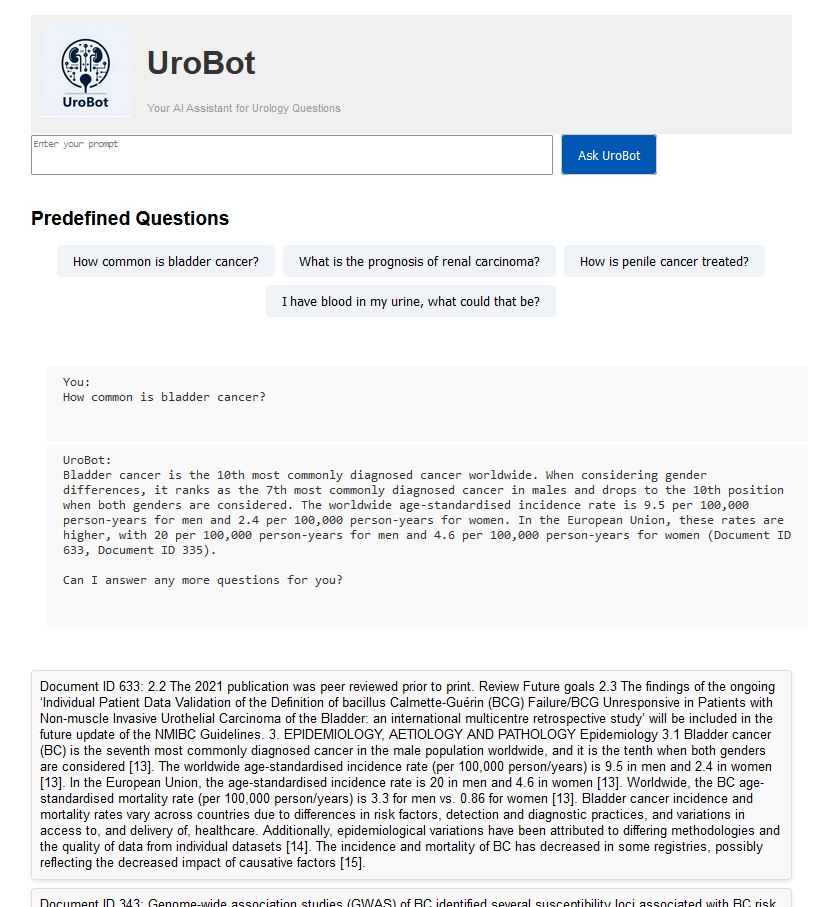 UroBot
UroBot
Your AI Assistant for Urology Questions
Enter your prompt
Ask UroBot
Predefined Questions
How common is bladder cancer?
What is the prognosis of renal carcinoma?
How is penile cancer treated?
I have blood in my urine, what could that be?
You:
How common is bladder cancer?
UroBot:
Bladder cancer is the 10th most commonly diagnosed cancer worldwide. When considering gender
differences, it ranks as the 7th most commonly diagnosed cancer in males and drops to the 10th position
when both genders are considered. The worldwide age-standardised incidence rate is 9.5 per 100,000
person-years for men and 2.4 per 100,000 person-years for women. In the European Union, these rates are
higher, with 20 per 100,000 person-years for men and 4.6 per 100,000 person-years for women (Document ID
633, Document ID 335).
Can I answer any more questions for you?
Document ID 633: 2.2 The 2021 publication was peer reviewed prior to print. Review Future goals 2.3 The findings of the ongoing
‘Individual Patient Data Validation of the Definition of bacillus Calmette-Guérin (BCG) Failure/BCG Unresponsive in Patients with
Non-muscle Invasive Urothelial Carcinoma of the Bladder: an international multicentre retrospective study’ will be included in the
future update of the NMIBC Guidelines. 3. EPIDEMIOLOGY, AETIOLOGY AND PATHOLOGY Epidemiology 3.1 Bladder cancer
(BC) is the seventh most commonly diagnosed cancer in the male population worldwide, and it is the tenth when both genders
are considered [13]. The worldwide age-standardised incidence rate (per 100,000 person/years) is 9.5 in men and 2.4 in women
[13]. In the European Union, the age-standardised incidence rate is 20 in men and 4.6 in women [13]. Worldwide, the BC age-
standardised mortality rate (per 100,000 person/years) is 3.3 for men vs. 0.86 for women [13]. Bladder cancer incidence and
mortality rates vary across countries due to differences in risk factors, detection and diagnostic practices, and variations in
access to, and delivery of, healthcare. Additionally, epidemiological variations have been attributed to differing methodologies and
the quality of data from individual datasets [14]. The incidence and mortality of BC has decreased in some registries, possibly
reflecting the decreased impact of causative factors [15].
Document ID 343: Genome-wide association studies (GWAS) of BC identified several susceptibility loci associated with BC risk